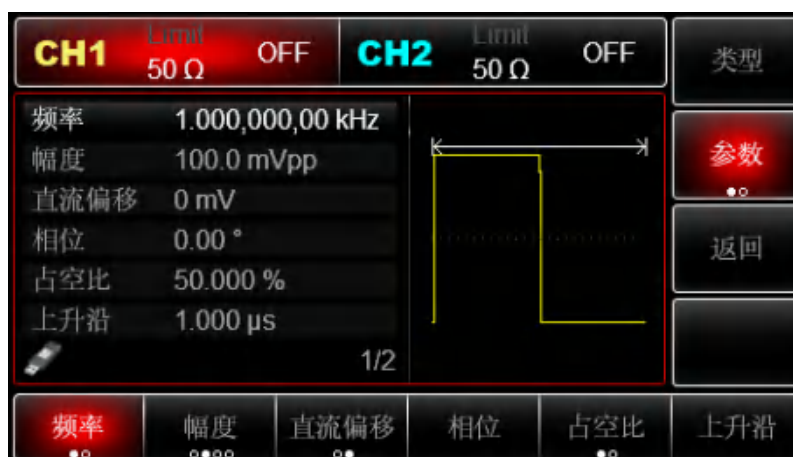 CH1 Limit OFF CH2 Limit OFF
50 Ω 50 Ω
类型
频率 1.000,000,00 kHz
幅度 100.0 mVpp
直流偏移 0 mV
相位 0.00 °
占空比 50.000 %
上升沿 1.000 µs
1/2
参数
返回
频率 幅度 直流偏移 相位 占空比 上升沿